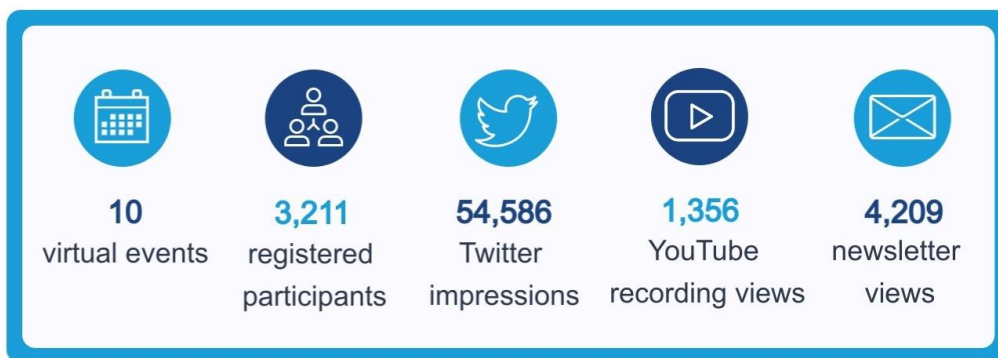 10
virtual events
3,211
registered
participants
54,586
Twitter
impressions
1,356
YouTube
recording views
4,209
newsletter
views